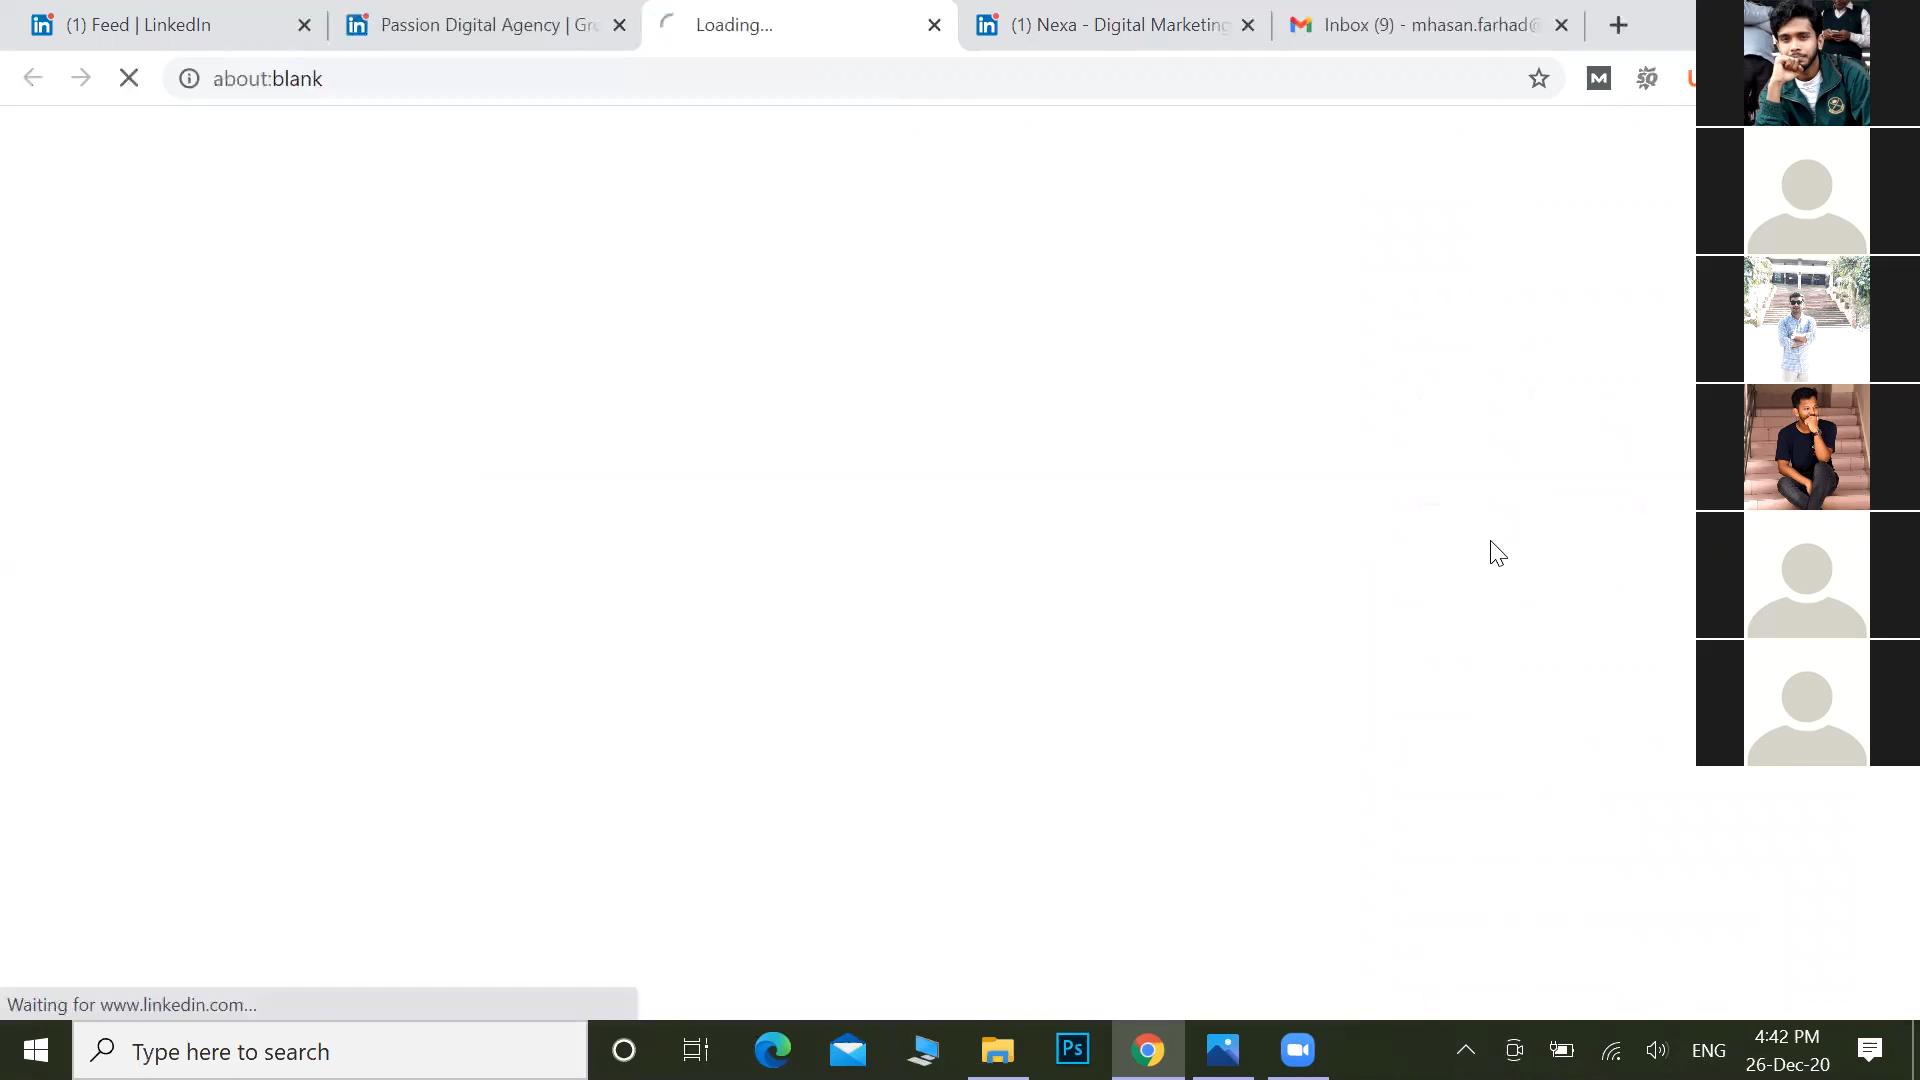 (1) Feed | LinkedIn
Passion Digital Agency | Gr
Loading...
(1) Nexa - Digital Marketing
Inbox (9) - mhasan.farhad@
about:blank
Waiting for www.linkedin.com...
Type here to search
Ps
ENG
4:42 PM
26-Dec-20